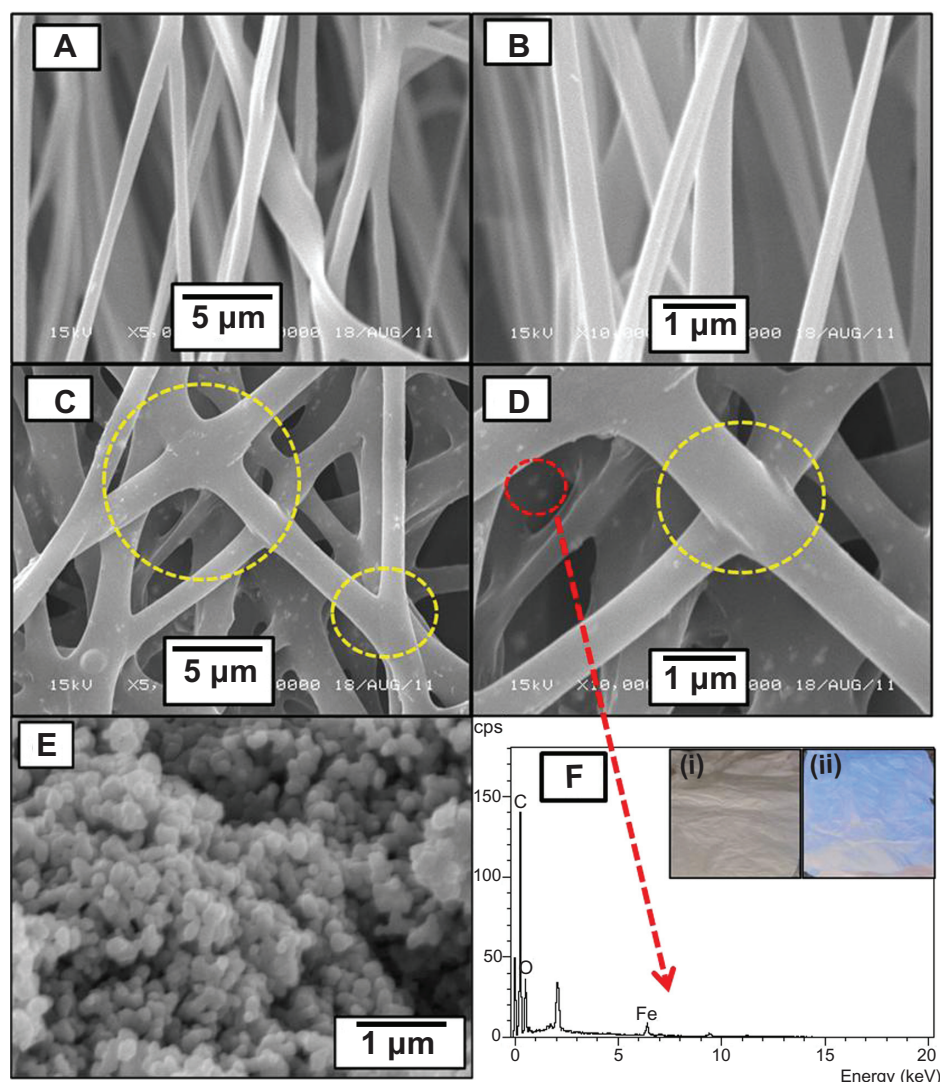 A
B
5 µm
1 µm
15kV X5,0 0000 18/AUG/11
15kV X10,00 000 18/AUG/11
C
D
5 µm
1 µm
15kV X5, 0000 18/AUG/11
15kV X10,000 0000 18/AUG/11
E
1 µm
cps
F
(i)
(ii)
150
C
100
50
O
Fe
0
0
5
10
15
20
Energy (keV)